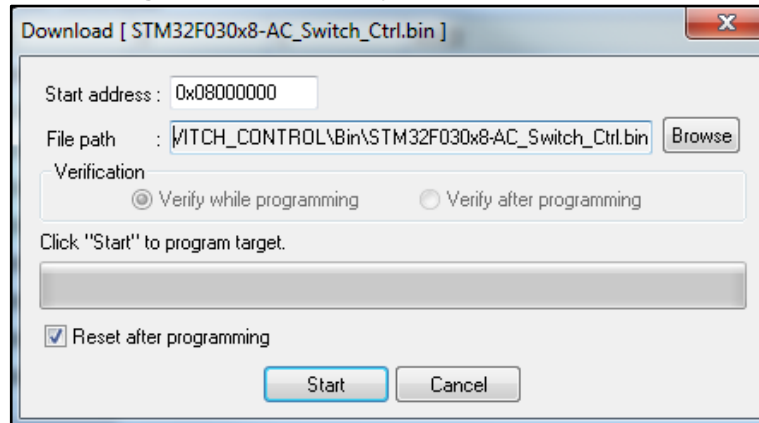 Download [ STM32F030x8-AC_Switch_Ctrl.bin ]
Start address : 0x08000000
File path : VITCH_CONTROL\Bin\STM32F030x8-AC_Switch_Ctrl.bin Browse
Verification
Verify while programming Verify after programming
Click "Start" to program target.
Reset after programming
Start Cancel